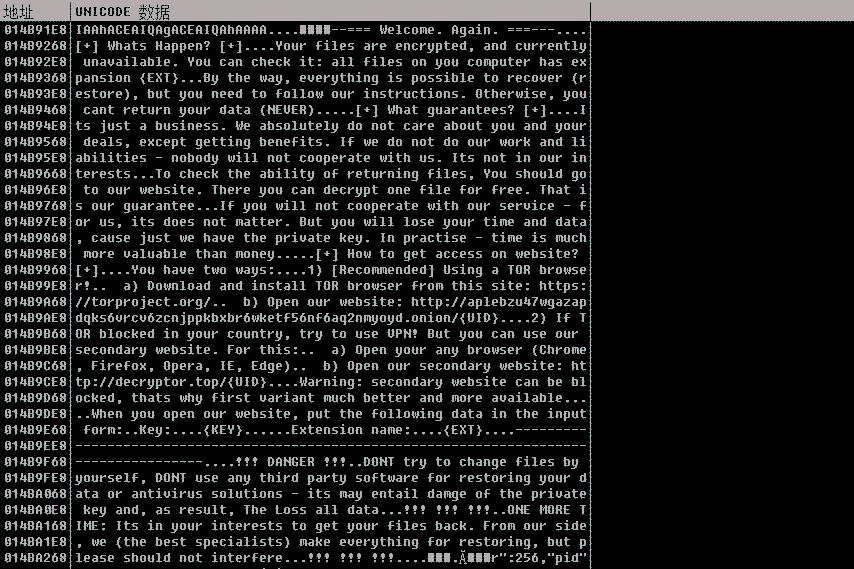 地址 UNICODE 数据
014B91E8 IAAhACEAIQAgACEAIQAhAAAA....----=== Welcome. Again. ===---....
014B9268 [+] Whats Happen? [+]....Your files are encrypted, and currently
014B92E8 unavailable. You can check it: all files on you computer has ex
014B9368 pansion {EXT}...By the way, everything is possible to recover (r
014B93E8 estore), but you need to follow our instructions. Otherwise, you
014B9468 cant return your data (NEVER).....[+] What guarantees? [+]....I
014B94E8 ts just a business. We absolutely do not care about you and your
014B9568 deals, except getting benefits. If we do not do our work and li
014B95E8 abilities - nobody will not cooperate with us. Its not in our in
014B9668 terests...To check the ability of returning files, You should go
014B96E8 to our website. There you can decrypt one file for free. That i
014B9768 s our guarantee...If you will not cooperate with our service - f
014B97E8 or us, its does not matter. But you will lose your time and data
014B9868 , cause just we have the private key. In practise - time is much
014B98E8 more valuable than money.....[+] How to get access on website?
014B9968 [+]....You have two ways:....1) [Recommended] Using a TOR browse
014B99E8 r!.. a) Download and install TOR browser from this site: https:
014B9A68 //torproject.org/.. b) Open our website: http://aplebzu47wgazap
014B9AE8 dqks6vrcv6zcnjppkbxbr6wketf56nf6aq2nmyoyd.onion/{UID}....2) If T
014B9B68 OR blocked in your country, try to use VPN! But you can use our
014B9BE8 secondary website. For this:.. a) Open your any browser (Chrome
014B9C68 , Firefox, Opera, IE, Edge).. b) Open our secondary website: ht
014B9CE8 tp://decryptor.top/{UID}....Warning: secondary website can be bl
014B9D68 ocked, thats why first variant much better and more available...
014B9DE8 ..When you open our website, put the following data in the input
014B9E68 form:..Key:....{KEY}......Extension name:....{EXT}....---------
014B9EE8 ----------------------------------------------------------------
014B9F68 ----------------....!!! DANGER !!!..DONT try to change files by
014B9FE8 yourself, DONT use any third party software for restoring your d
014BA068 ata or antivirus solutions - its may entail damge of the private
014BA0E8 key and, as result, The Loss all data...!!! !!! !!!..ONE MORE T
014BA168 IME: Its in your interests to get your files back. From our side
014BA1E8 , we (the best specialists) make everything for restoring, but p
014BA268 lease should not interfere...!!! !!! !!!.... r":256,"pid"